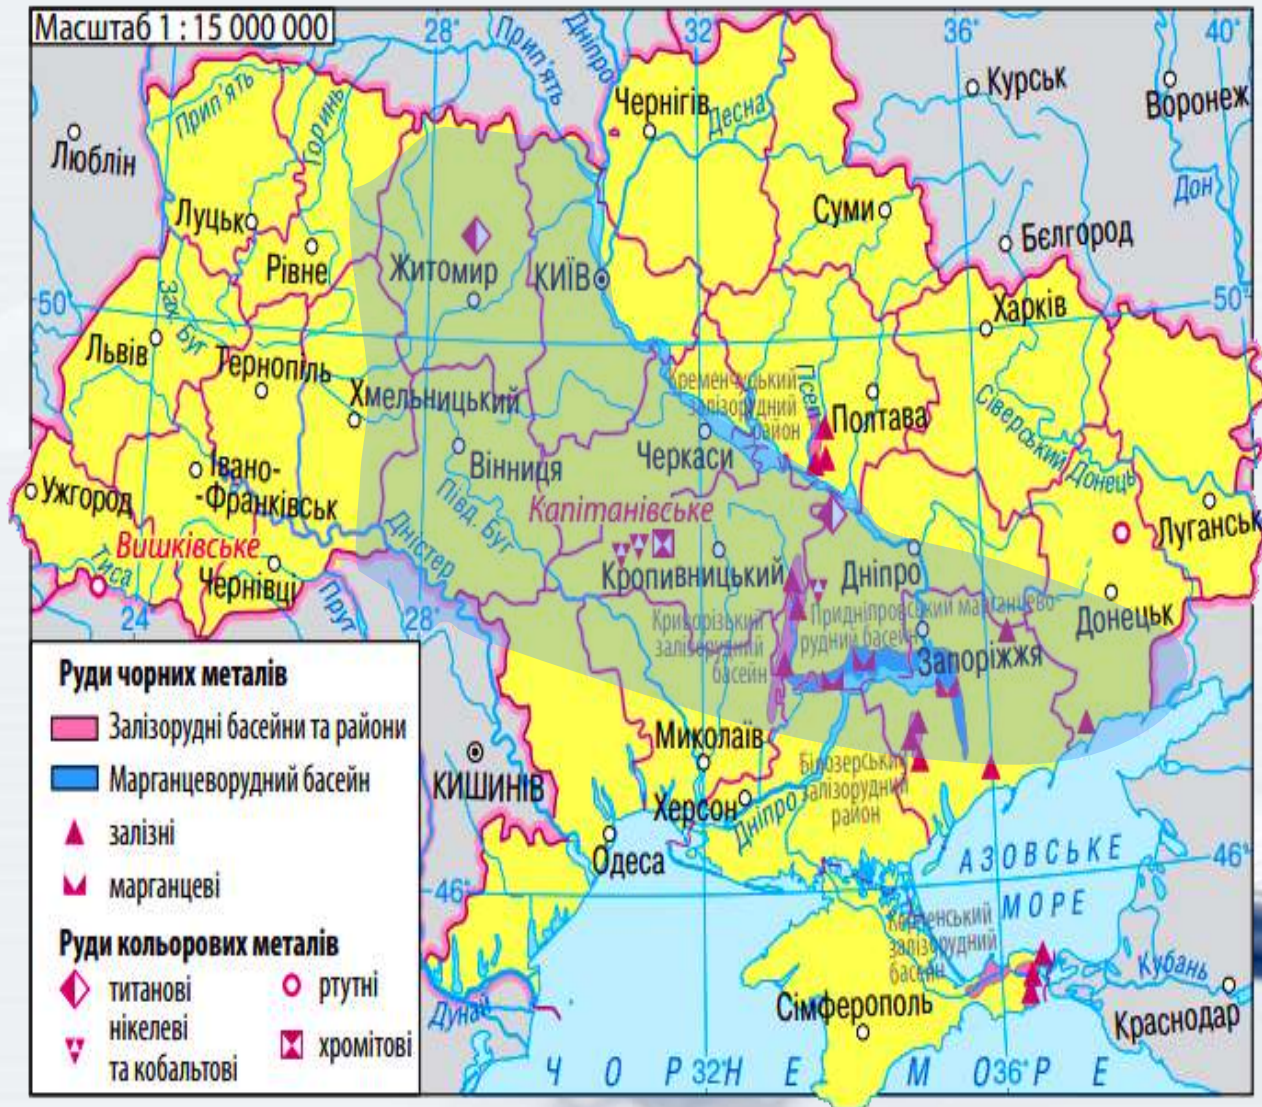 Масштаб 1 : 15 000 000
28°
32
36°
40°
Прип'ять
Дніпро
Курськ
Воронеж
Чернігів
Десна
Прип'ять
Горинь
Люблін
Дон
Луцьк
Суми
Бєлгород
Рівне
Житомир
КИЇВ
50
50°
Зах. Буг
Харків
Львів
Тернопіль
Хмельницький
Кременчуцький
залізорудний
район
Псел
Полтава
Сіверський Донець
Черкаси
Вінниця
Івано-
-Франківськ
Ужгород
Півд. Буг
Капітанівське
Луганськ
Вишківське
Дністер
Тиса
Чернівці
Кропивницький
Дніпро
Прут
24
28°
Криворізький
залізорудний
басейн
Придніпровський марганцево-
рудний басейн
Донецьк
Запоріжжя
Миколаїв
КИШИНІВ
Білозерський
залізорудний
район
Херсон
Дніпро
Одеса
АЗОВСЬКЕ
МОРЕ
46°
46°
Керченський
залізорудний
басейн
Кубань
Сімферополь
Краснодар
Дунай
ЧОРНЕ МОРЕ
32°
36°
Руди чорних металів
Залізорудні басейни та райони
Марганцеворудний басейн
залізні
марганцеві
Руди кольорових металів
титанові
ртутні
нікелеві
та кобальтові
хромітові